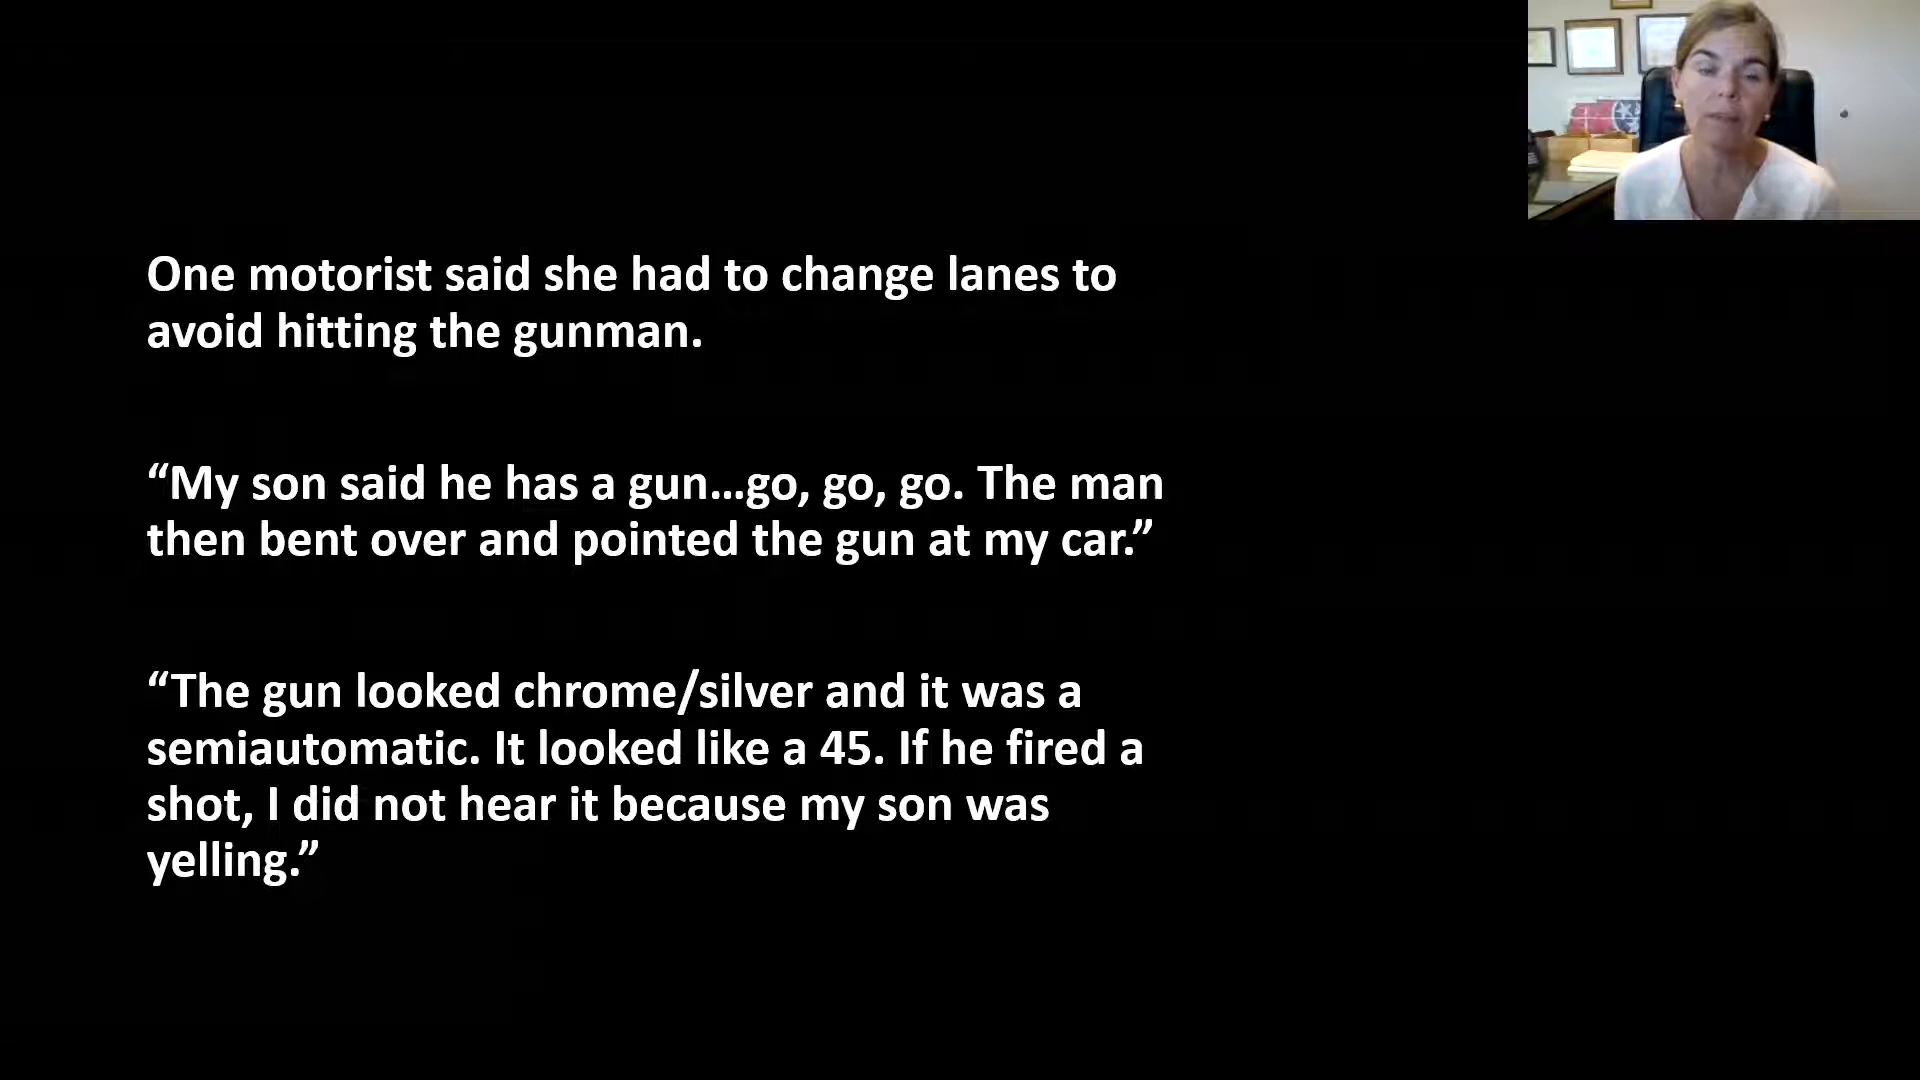 One motorist said she had to change lanes to
avoid hitting the gunman.
“My son said he has a gun...go, go, go. The man
then bent over and pointed the gun at my car.”
“The gun looked chrome/silver and it was a
semiautomatic. It looked like a 45. If he fired a
shot, I did not hear it because my son was
yelling.”